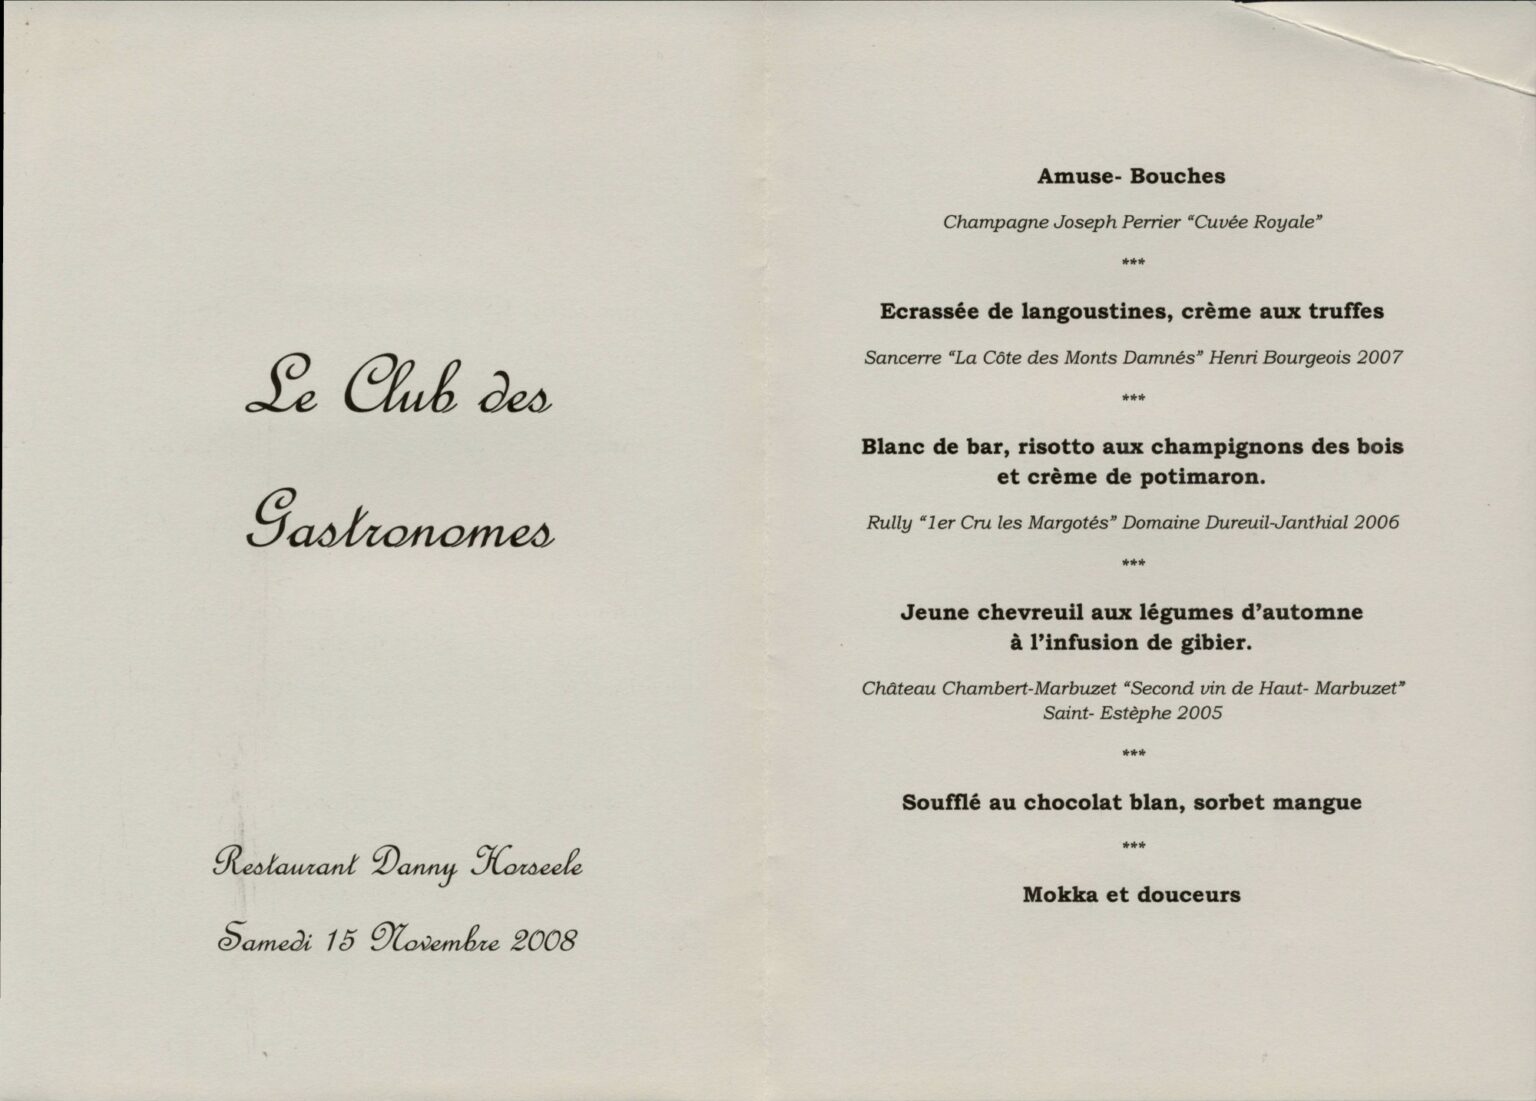 Le Club des
Gastronomes
Restaurant Danny Horseele
Samedi 15 Novembre 2008
Amuse- Bouches
Champagne Joseph Perrier “Cuvée Royale”
***
Ecrassée de langoustines, crème aux truffes
Sancerre “La Côte des Monts Damnés” Henri Bourgeois 2007
***
Blanc de bar, risotto aux champignons des bois
et crème de potimaron.
Rully “1er Cru les Margotés” Domaine Dureuil-Janthial 2006
***
Jeune chevreuil aux légumes d’automne
à l’infusion de gibier.
Château Chambert-Marbuzet “Second vin de Haut- Marbuzet”
Saint- Estèphe 2005
***
Soufflé au chocolat blan, sorbet mangue
***
Mokka et douceurs